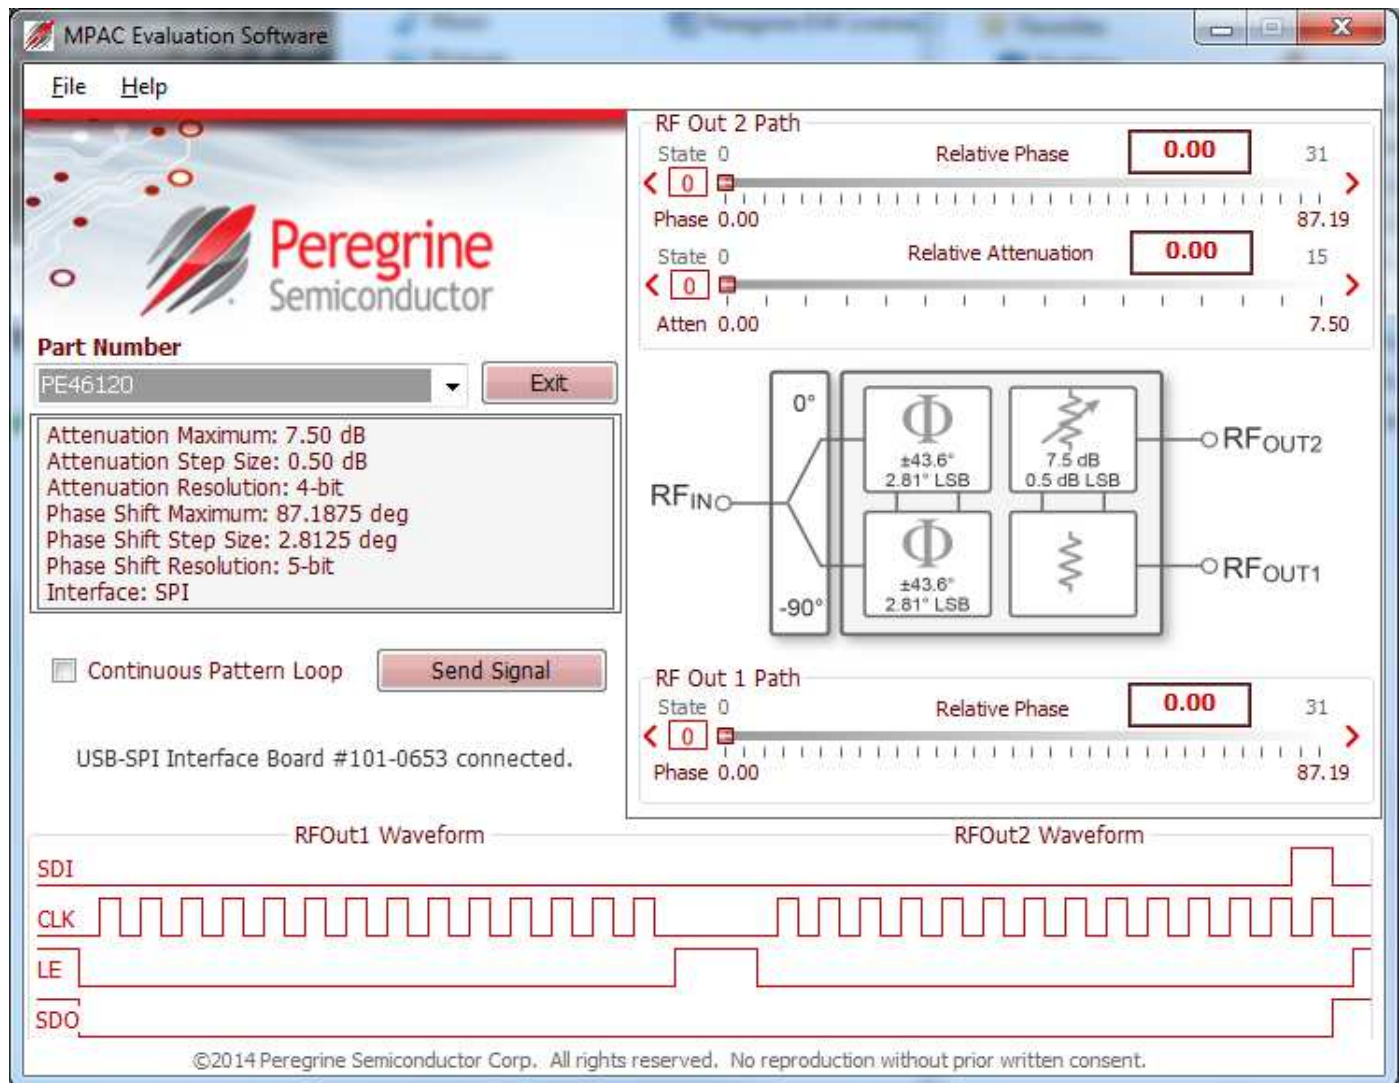 MPAC Evaluation Software
File Help
Peregrine
Semiconductor
Part Number
PE46120
Exit
Attenuation Maximum: 7.50 dB
Attenuation Step Size: 0.50 dB
Attenuation Resolution: 4-bit
Phase Shift Maximum: 87.1875 deg
Phase Shift Step Size: 2.8125 deg
Phase Shift Resolution: 5-bit
Interface: SPI
Continuous Pattern Loop
Send Signal
USB-SPI Interface Board #101-0653 connected.
RF Out 2 Path
State 0 Relative Phase 0.00 31
< 0 >
Phase 0.00 87.19
State 0 Relative Attenuation 0.00 15
< 0 >
Atten 0.00 7.50
0°
Φ
±43.6°
2.81° LSB
7.5 dB
0.5 dB LSB
RFOUT2
RFIN
-90°
Φ
±43.6°
2.81° LSB
RFOUT1
RF Out 1 Path
State 0 Relative Phase 0.00 31
< 0 >
Phase 0.00 87.19
RFOut1 Waveform RFOut2 Waveform
SDI
CLK
LE
SDO
©2014 Peregrine Semiconductor Corp. All rights reserved. No reproduction without prior written consent.